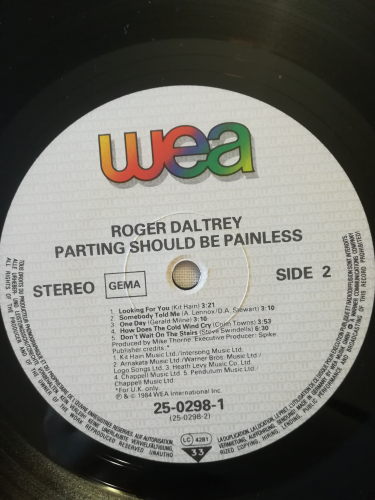 wea
ROGER DALTREY
PARTING SHOULD BE PAINLESS
STEREO
GEMA
SIDE 2
1. Looking For You (Kit Hain) 3:21
2. Somebody Told Me (A. Lennox/D.A. Stewart) 3:10
3. One Day (Gerald Milne) 3:10
4. How Does The Cold Wind Cry (Colin Towns) 3:53
5. Don't Wait On The Stairs (Steve Swindells) 6:30
Produced by Mike Thorne/Executive Producer: Spike.
Publisher credits: *
1. Kit Hain Music Ltd./Intersong Music Ltd.
2. Arnakata Music Ltd./Warner Bros. Music Ltd./
Logo Songs Ltd. 3. Heath Levy Music Co. Ltd.
4. Chappell Music Ltd. 5. Pendulum Music Ltd./
Chappell Music Ltd.
*For U.K. only
℗ & © 1984 WEA International Inc.
25-0298-1
(25-0298-2)
LC 4281
33